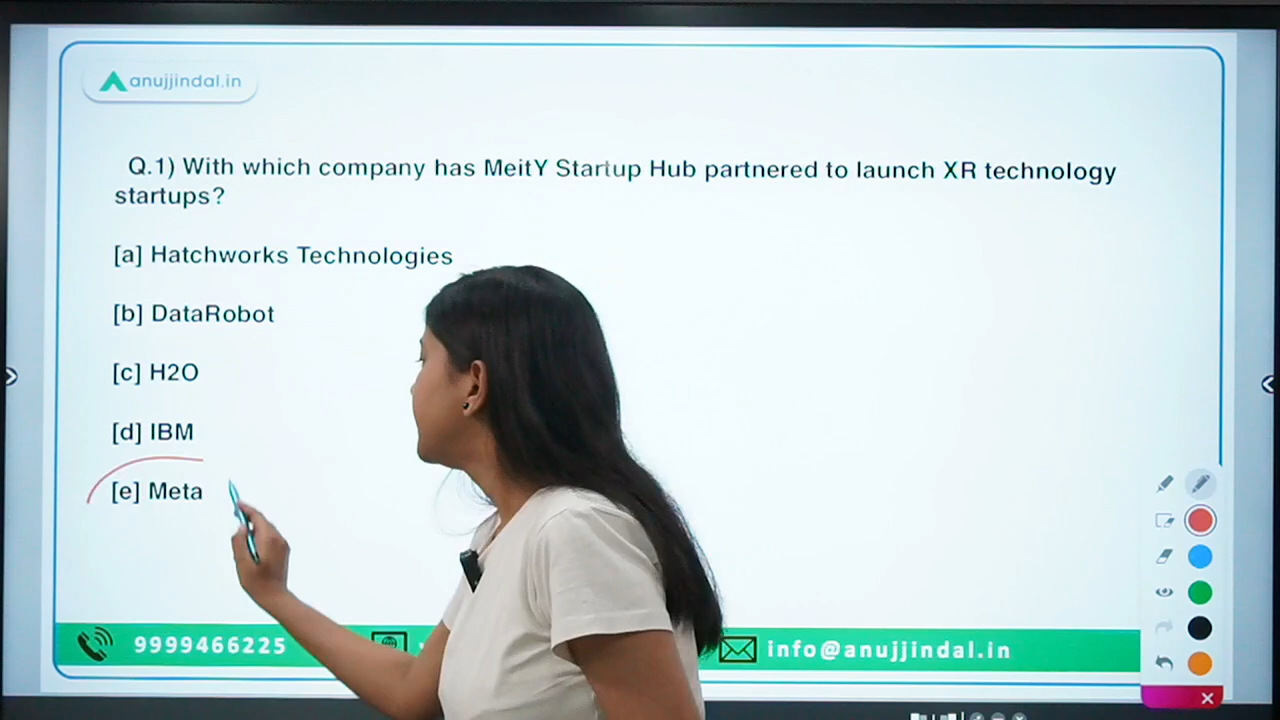 anujjindal.in
Q.1) With which company has MeitY Startup Hub partnered to launch XR technology
startups?
[a] Hatchworks Technologies
[b] DataRobot
[c] H2O
[d] IBM
[e] Meta
9999466225
info@anujjindal.in